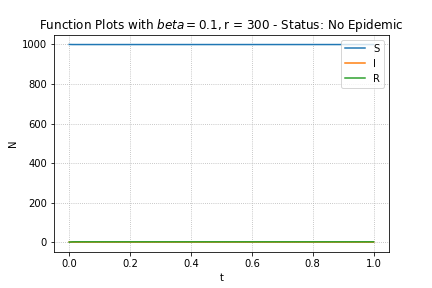 Function Plots with beta = 0.1, r = 300 - Status: No Epidemic
1000
800
600
400
200
0
N
S
I
R
0.0 0.2 0.4 0.6 0.8 1.0
t